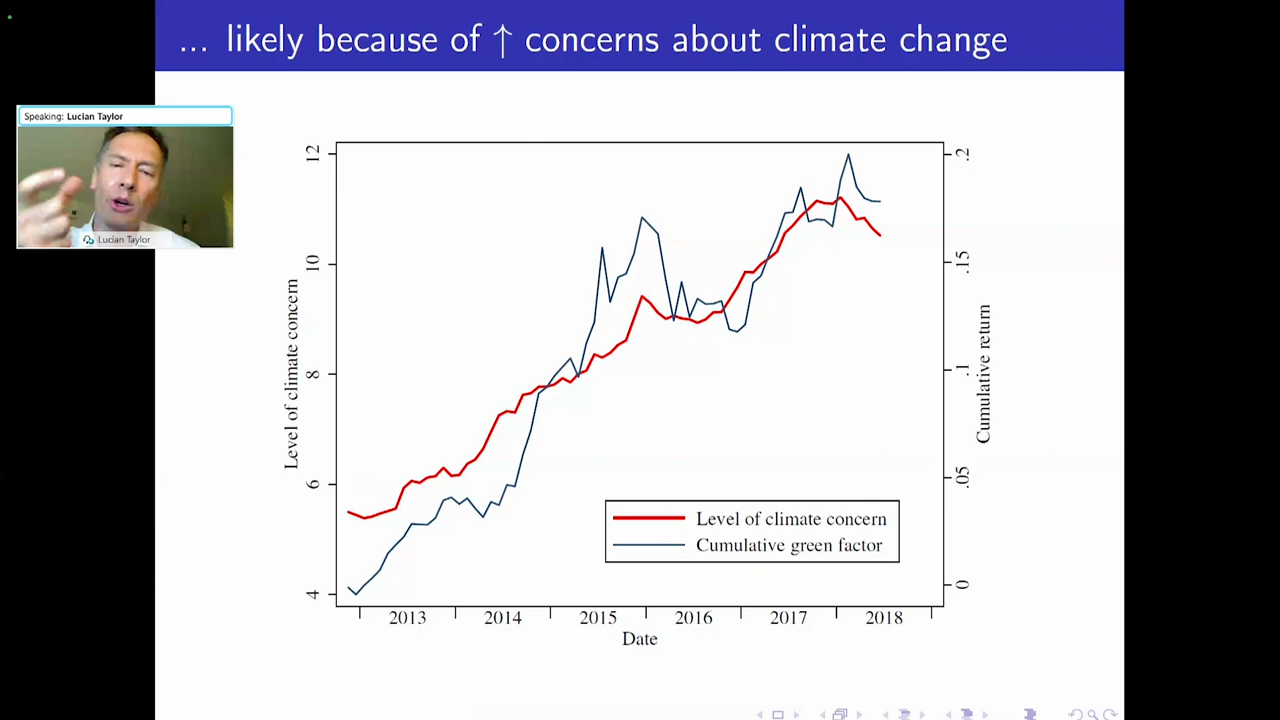 ... likely because of ↑ concerns about climate change
Speaking: Lucian Taylor
Lucian Taylor
Level of climate concern
12
10
8
6
4
.2
.15
.1
.05
0
Cumulative return
Level of climate concern
Cumulative green factor
2013 2014 2015 2016 2017 2018
Date